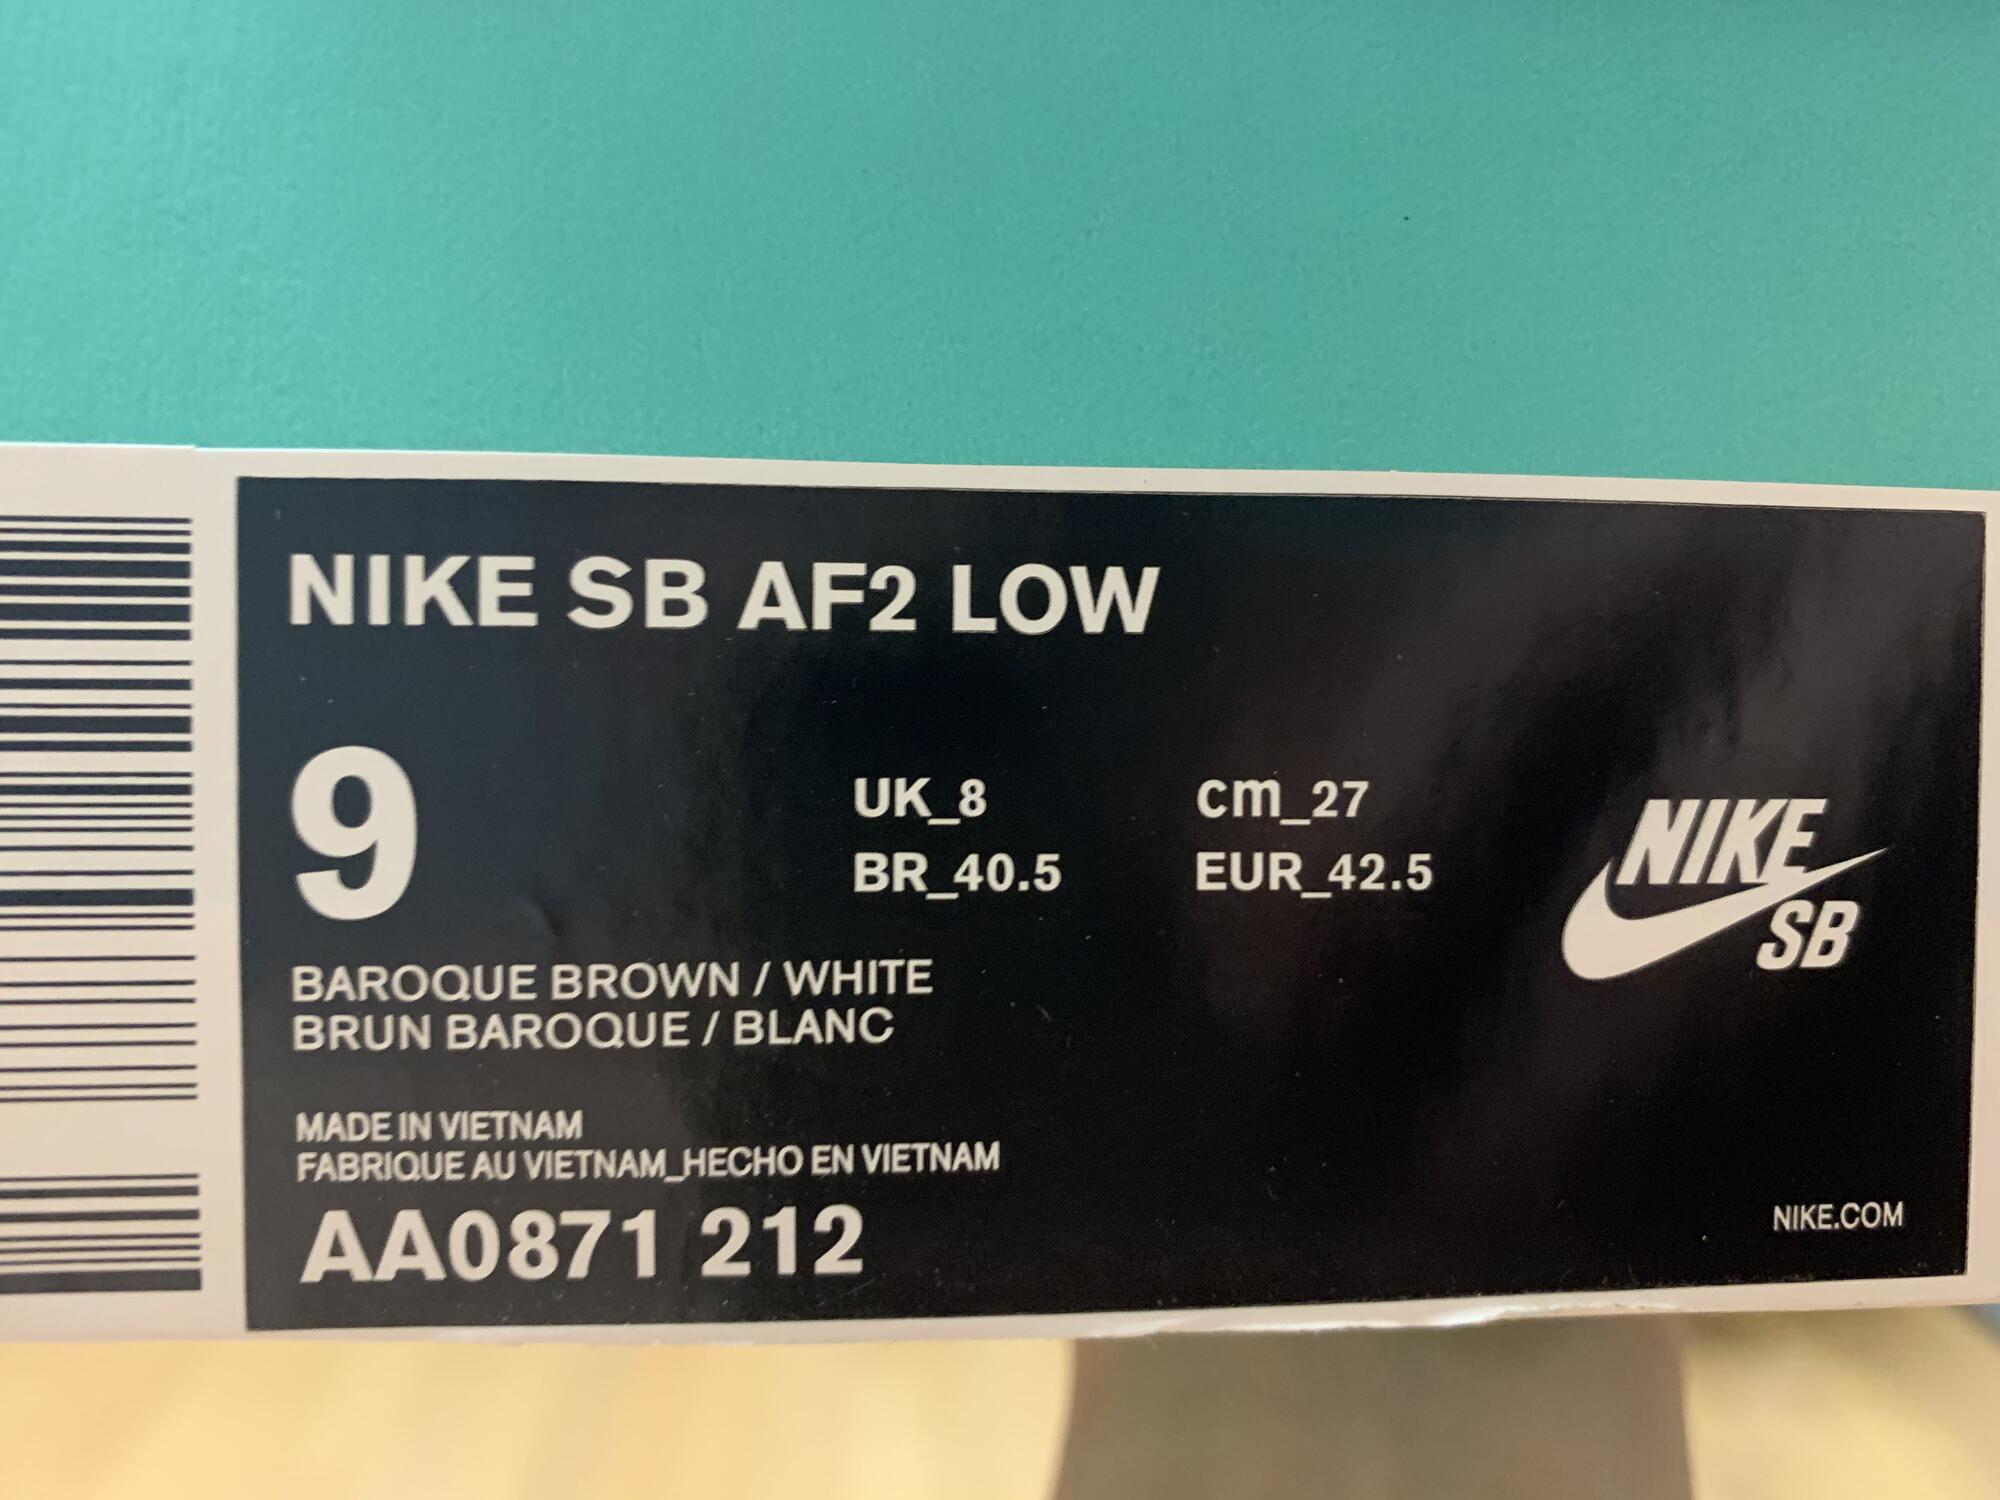 NIKE SB AF2 LOW
9
UK_8 cm_27
BR_40.5 EUR_42.5
NIKE
SB
BAROQUE BROWN / WHITE
BRUN BAROQUE / BLANC
MADE IN VIETNAM
FABRIQUE AU VIETNAM_HECHO EN VIETNAM
AA0871 212
NIKE.COM